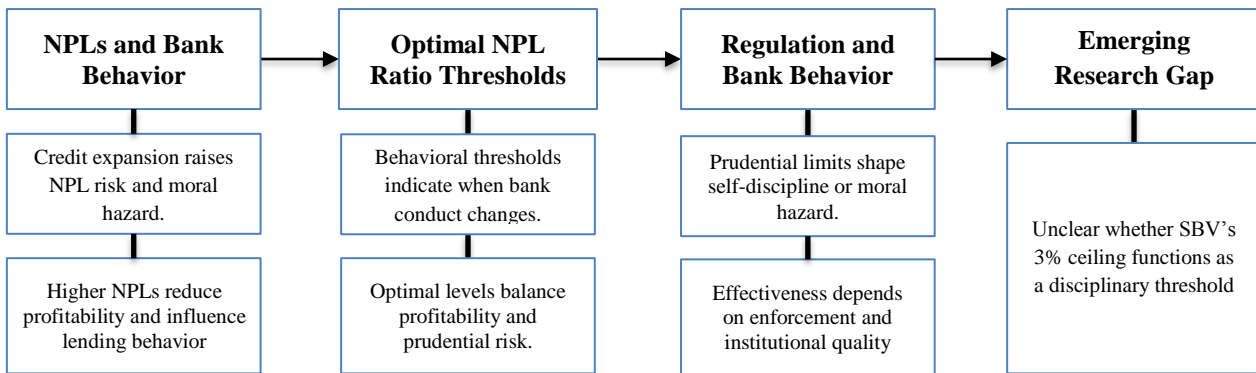 NPLs and Bank
Behavior
Credit expansion raises
NPL risk and moral
hazard.
Higher NPLs reduce
profitability and influence
lending behavior
Optimal NPL
Ratio Thresholds
Behavioral thresholds
indicate when bank
conduct changes.
Optimal levels balance
profitability and
prudential risk.
Regulation and
Bank Behavior
Prudential limits shape
self-discipline or moral
hazard.
Effectiveness depends
on enforcement and
institutional quality
Emerging
Research Gap
Unclear whether SBV’s
3% ceiling functions as
a disciplinary threshold